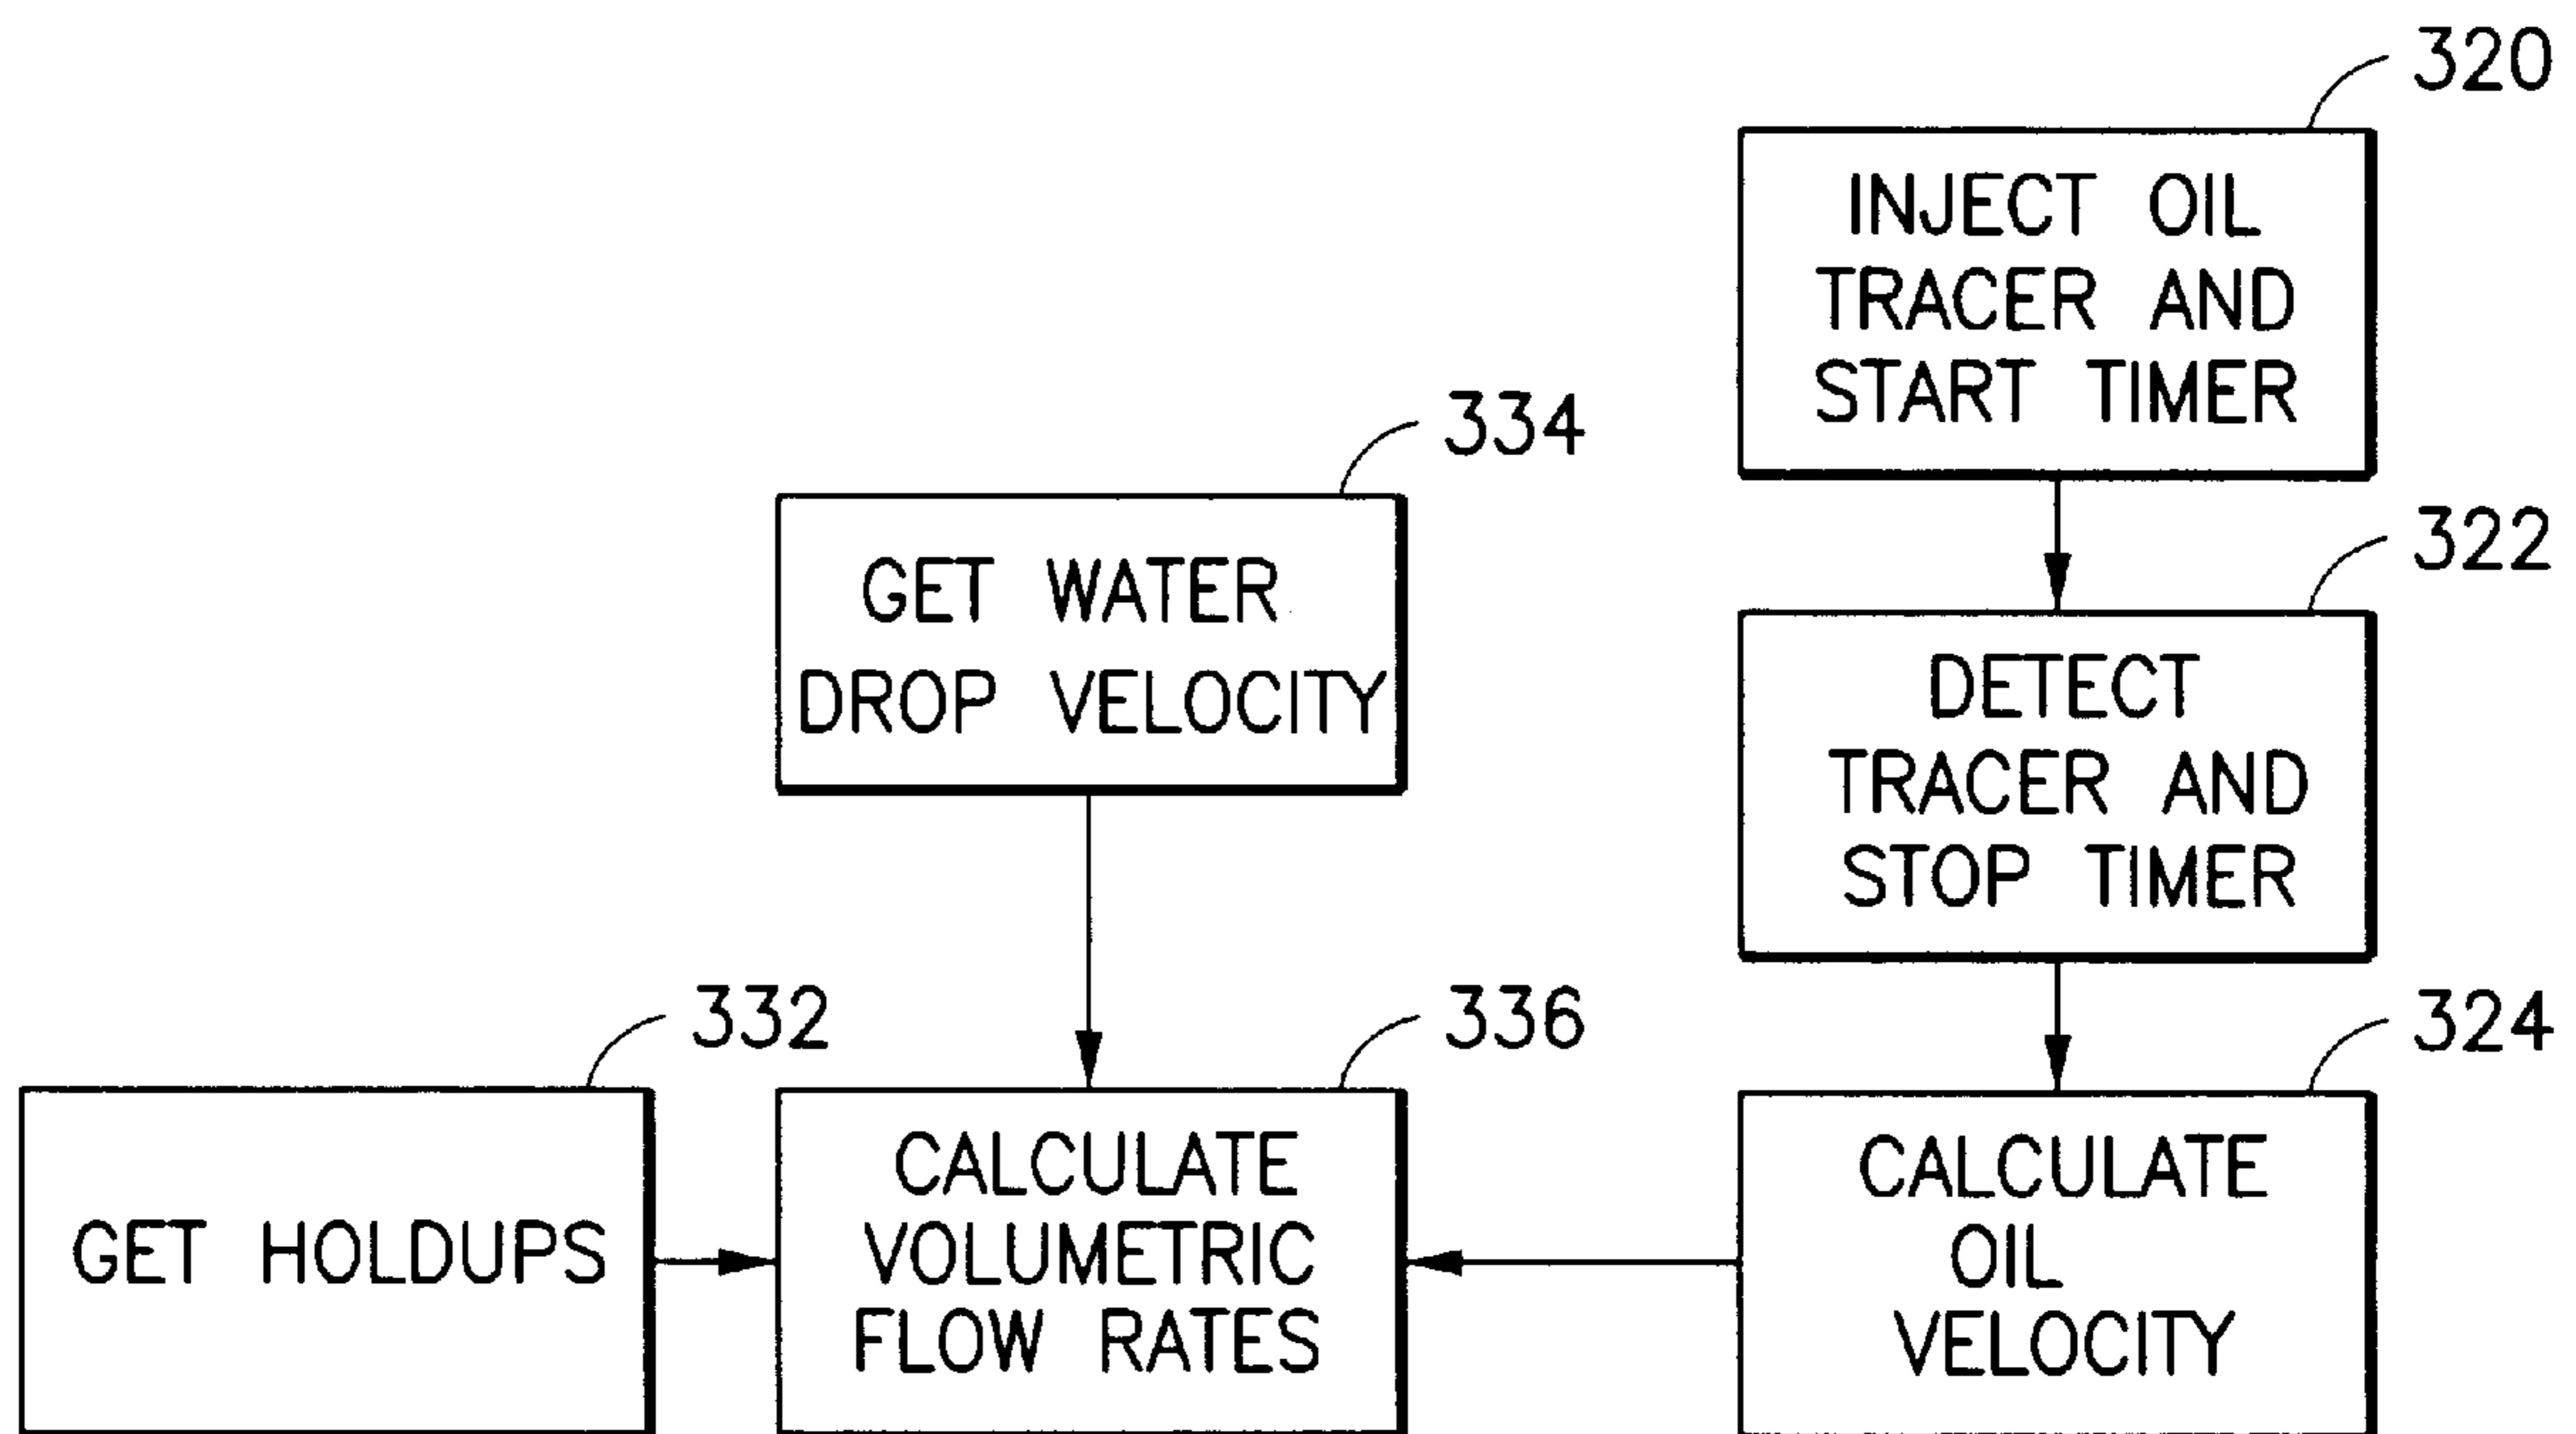 320
INJECT OIL
TRACER AND
START TIMER
334
GET WATER
DROP VELOCITY
322
DETECT
TRACER AND
STOP TIMER
332
GET HOLDUPS
336
CALCULATE
VOLUMETRIC
FLOW RATES
324
CALCULATE
OIL
VELOCITY